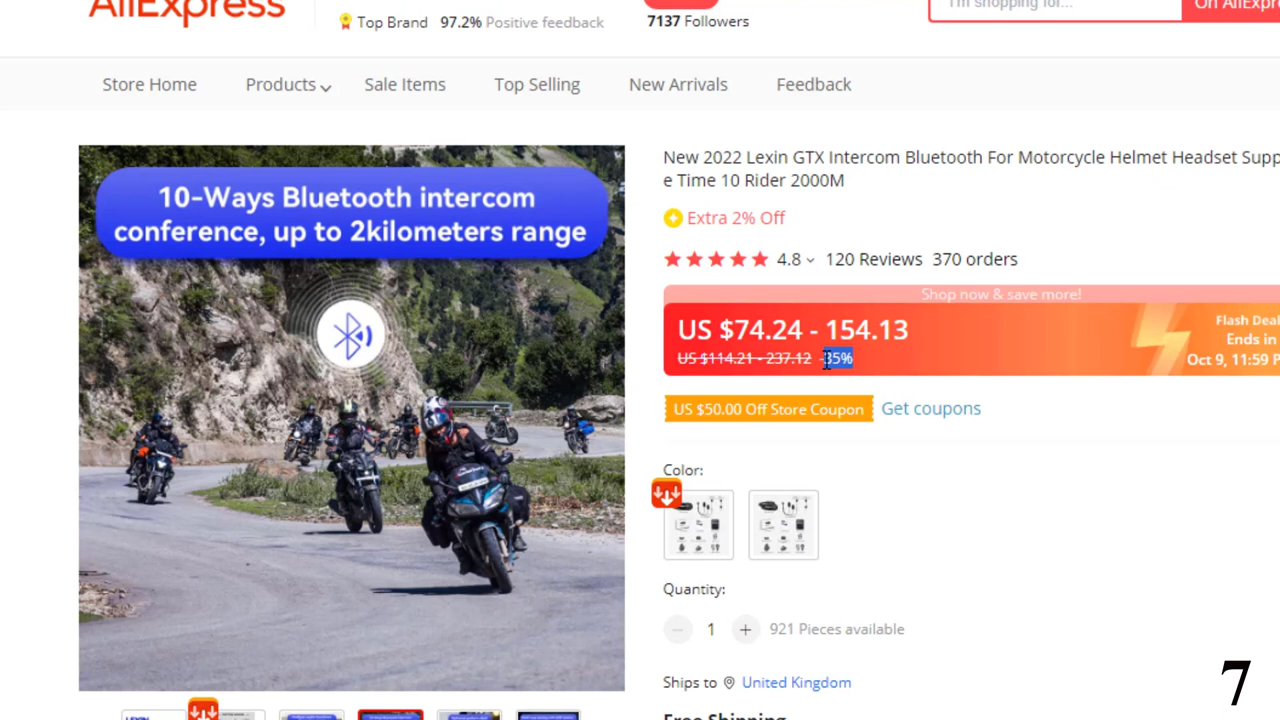 AliExpress
Top Brand 97.2% Positive feedback
7137 Followers
I'm shopping for...
On AliExpr
Store Home Products Sale Items Top Selling New Arrivals Feedback
10-Ways Bluetooth intercom
conference, up to 2kilometers range
New 2022 Lexin GTX Intercom Bluetooth For Motorcycle Helmet Headset Supp
e Time 10 Rider 2000M
Extra 2% Off
4.8 120 Reviews 370 orders
Shop now & save more!
US $74.24 - 154.13
US $114.21 - 237.12 -35%
Flash Deal
Ends in
Oct 9, 11:59 P
US $50.00 Off Store Coupon Get coupons
Color:
Quantity:
1 921 Pieces available
Ships to United Kingdom
Free Shipping
LEXIN
7